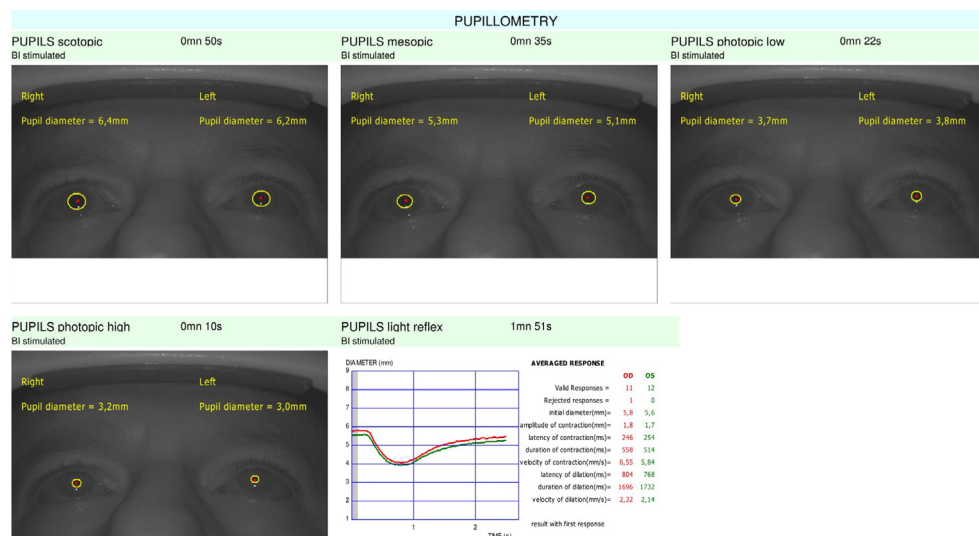 PUPILLOMETRY
PUPILS scotopic 0mn 50s
BI stimulated
Right Left
Pupil diameter = 6,4mm Pupil diameter = 6,2mm
PUPILS mesopic 0mn 35s
BI stimulated
Right Left
Pupil diameter = 5,3mm Pupil diameter = 5,1mm
PUPILS photopic low 0mn 22s
BI stimulated
Right Left
Pupil diameter = 3,7mm Pupil diameter = 3,8mm
PUPILS photopic high 0mn 10s
BI stimulated
Right Left
Pupil diameter = 3,2mm Pupil diameter = 3,0mm
PUPILS light reflex 1mn 51s
BI stimulated
DIAMETER (mm)
9
8
7
6
5
4
3
2
1
1 2
TIME (s)
AVERAGED RESPONSE
OD OS
Valid Responses = 11 12
Rejected responses = 1 0
initial diameter(mm)= 5,8 5,6
amplitude of contraction(mm)= 1,8 1,7
latency of contraction(ms)= 246 254
duration of contraction(ms)= 558 514
velocity of contraction(mm/s)= 6,55 5,84
latency of dilation(ms)= 804 768
duration of dilation(ms)= 1696 1732
velocity of dilation(mm/s)= 2,32 2,14
result with first response